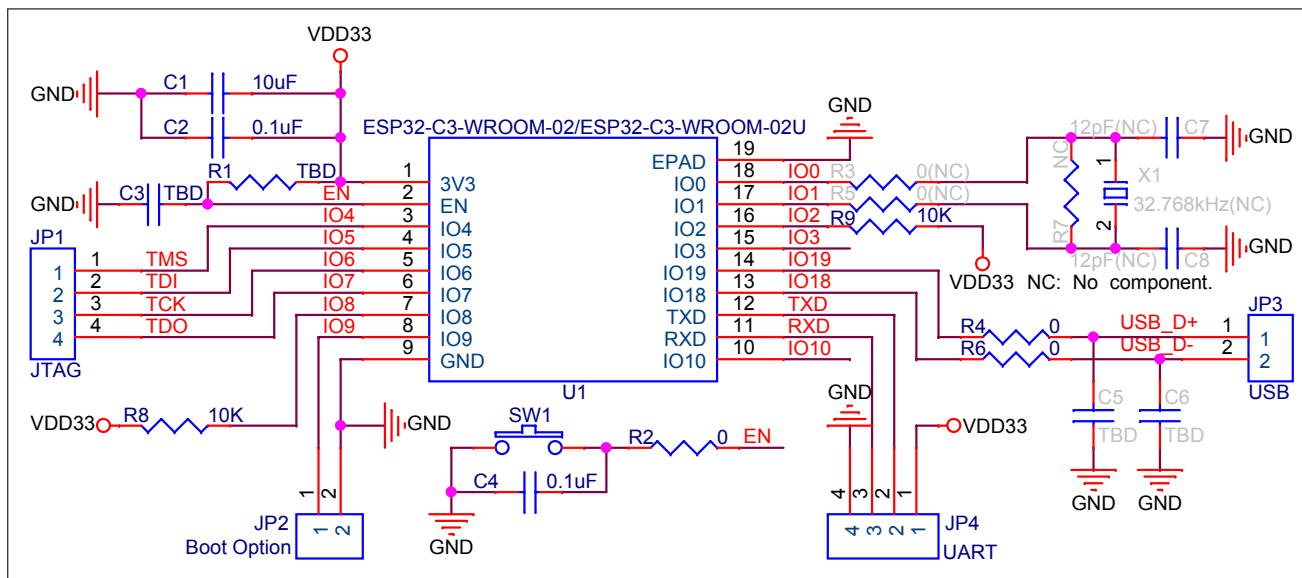 VDD33
GND C1 10uF
C2 0.1uF
ESP32-C3-WROOM-02/ESP32-C3-WROOM-02U
R1 TBD
GND C3 TBD
EN
IO4
IO5
IO6
IO7
IO8
IO9
1 3V3
2 EN
3 IO4
4 IO5
5 IO6
6 IO7
7 IO8
8 IO9
9 GND
EPAD 19
IO0 18
IO1 17
IO2 16
IO3 15
IO19 14
IO18 13
TXD 12
RXD 11
IO10 10
U1
JP1
1 1 TMS
2 2 TDI
3 3 TCK
4 4 TDO
JTAG
VDD33 R8 10K
GND
1 2
1 2
JP2
Boot Option
SW1
R2 0 EN
C4 0.1uF
GND
GND
IO0 R3 0(NC)
IO1 R5 0(NC)
IO2 R9 10K
IO3
IO19
IO18
TXD
RXD
IO10
VDD33
12pF(NC) C7 GND
NC
R7
1
X1
32.768kHz(NC)
2
12pF(NC) C8 GND
NC: No component.
R4 0 USB_D+ 1 1
R6 0 USB_D- 2 2
JP3
USB
C5
TBD
GND
C6
TBD
GND
GND
VDD33
4 3 2 1
4 3 2 1
JP4
UART